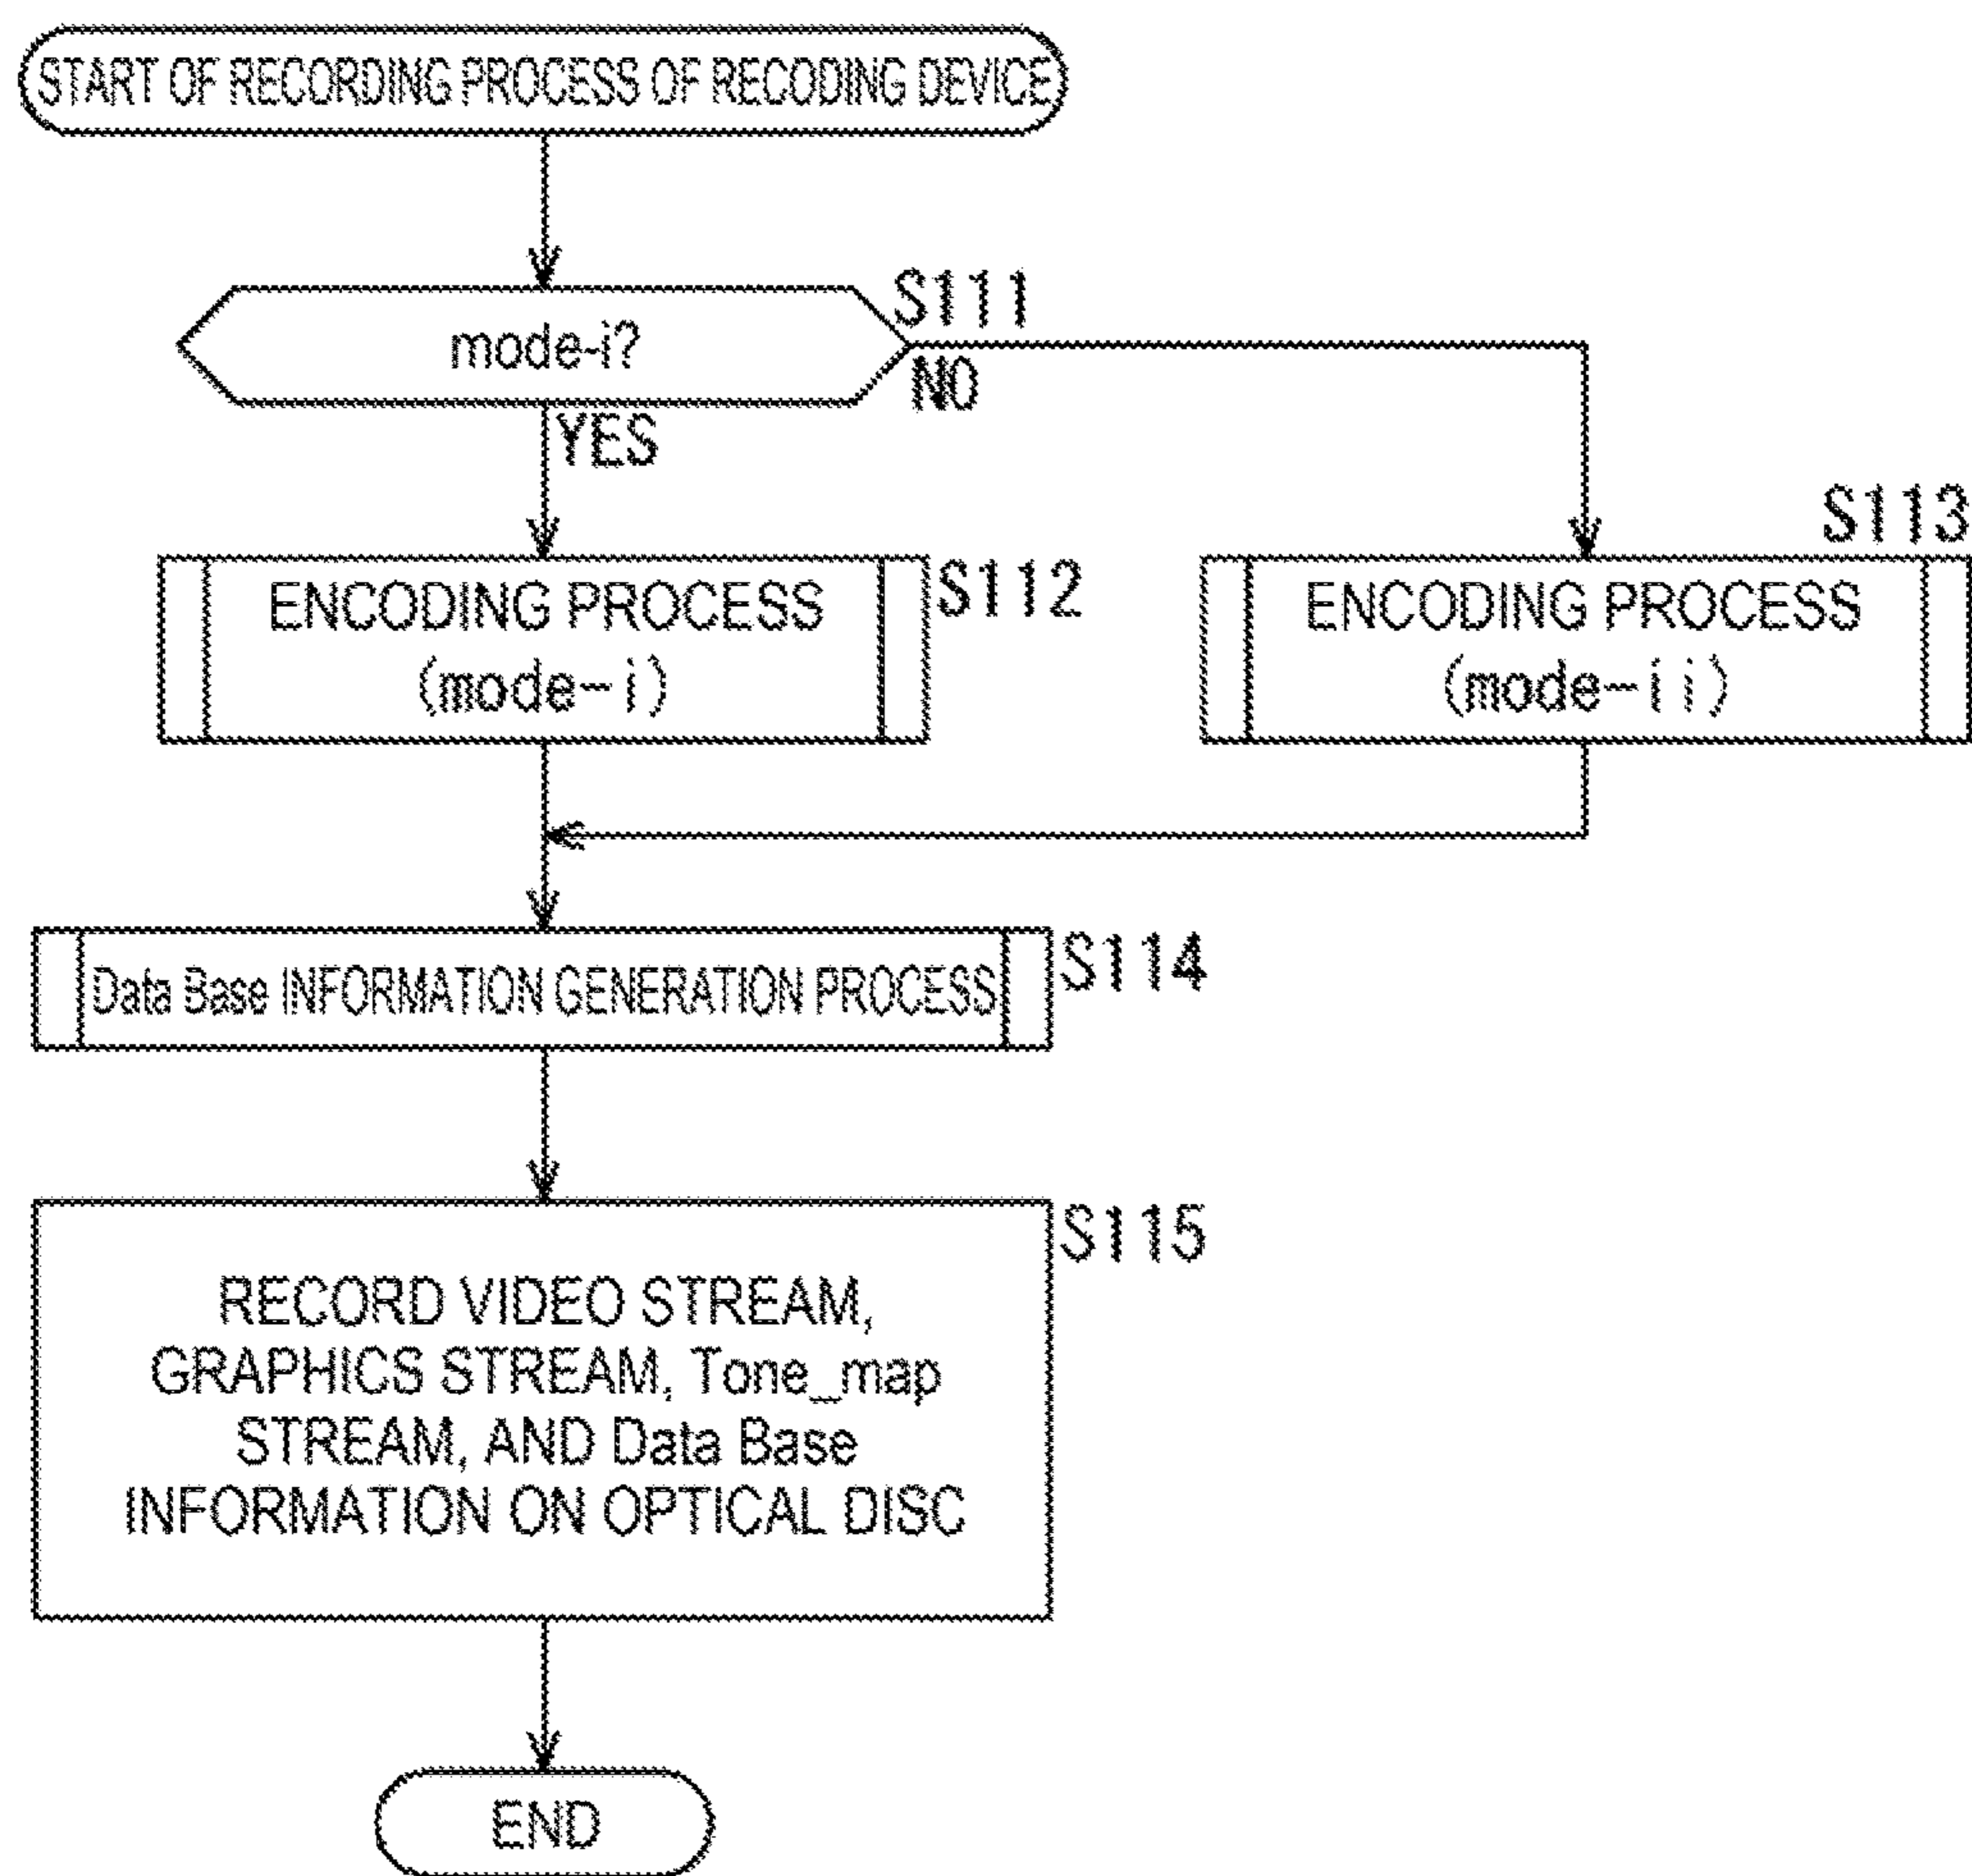 START OF RECORDING PROCESS OF RECODING DEVICE
S111
mode-i?
NO
YES
S113
ENCODING PROCESS
(mode-i)
S112
ENCODING PROCESS
(mode-ii)
Data Base INFORMATION GENERATION PROCESS
S114
S115
RECORD VIDEO STREAM,
GRAPHICS STREAM, Tone_map
STREAM, AND Data Base
INFORMATION ON OPTICAL DISC
END